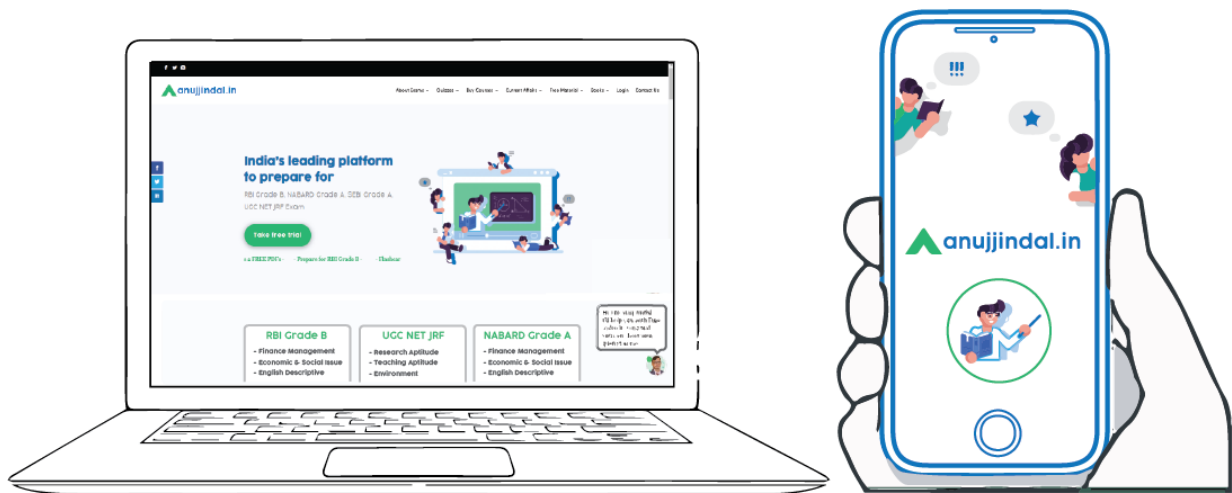 anujjindal.in
About Exams Quizzes Buy Courses Current Affairs Free Material Books Login Contact Us
India's leading platform
to prepare for
RBI Grade B, NABARD Grade A, SEBI Grade A,
UGC NET JRF Exam
Take free trial
FREE PDFs Prepare for RBI Grade B
RBI Grade B
- Finance Management
- Economic & Social Issue
- English Descriptive
UGC NET JRF
- Research Aptitude
- Teaching Aptitude
- Environment
NABARD Grade A
- Finance Management
- Economic & Social Issue
- English Descriptive
!!!
anujjindal.in